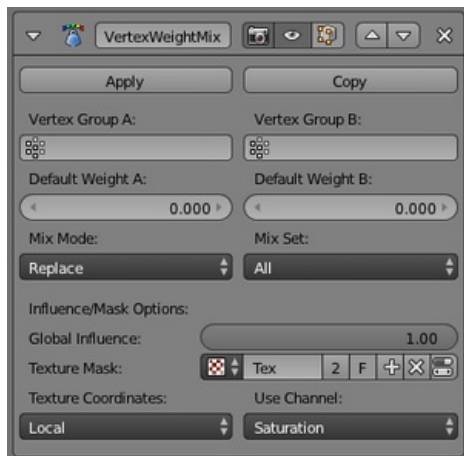 VertexWeightMix
Apply Copy
Vertex Group A: Vertex Group B:
Default Weight A: Default Weight B:
0.000 0.000
Mix Mode: Mix Set:
Replace All
Influence/Mask Options:
Global Influence: 1.00
Texture Mask: Tex 2 F
Texture Coordinates: Use Channel:
Local Saturation